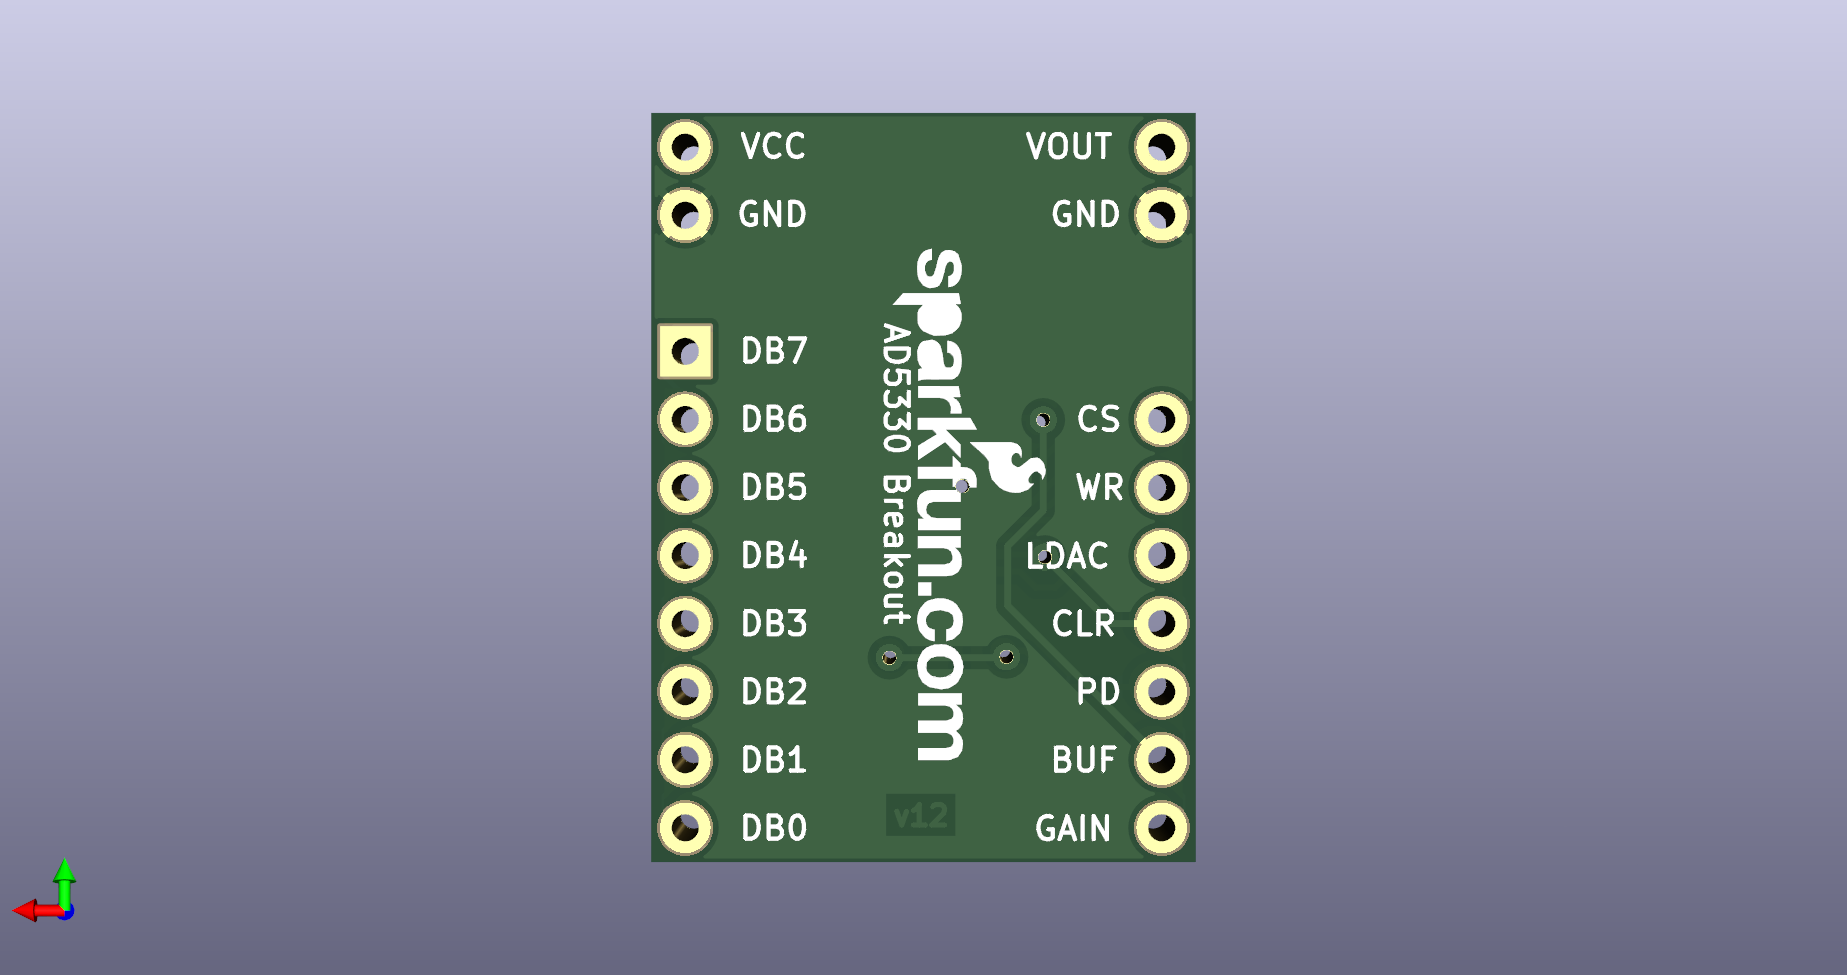 VCC
GND
DB7
DB6
DB5
DB4
DB3
DB2
DB1
DB0
sparkfun.com
AD5330 Breakout
v12
VOUT
GND
CS
WR
LDAC
CLR
PD
BUF
GAIN